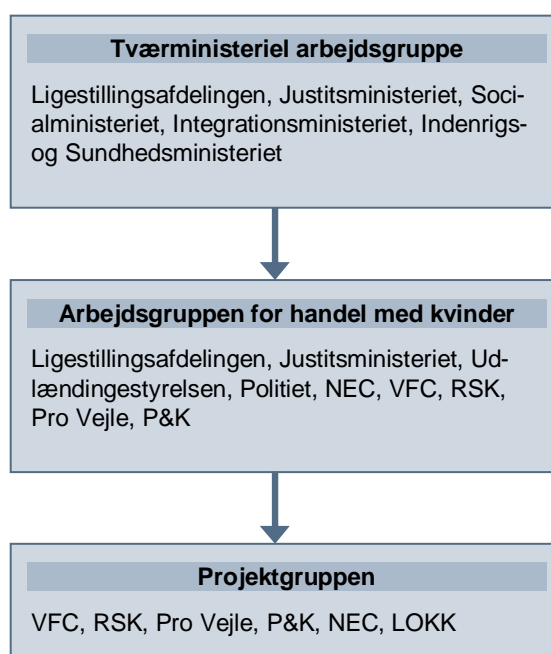 Tværministeriel arbejdsgruppe
Ligestillingsafdelingen, Justitsministeriet, Soci-
alministeriet, Integrationsministeriet, Indenrigs-
og Sundhedsministeriet
Arbejdsgruppen for handel med kvinder
Ligestillingsafdelingen, Justitsministeriet, Ud-
lændingestyrelsen, Politiet, NEC, VFC, RSK,
Pro Vejle, P&K
Projektgruppen
VFC, RSK, Pro Vejle, P&K, NEC, LOKK